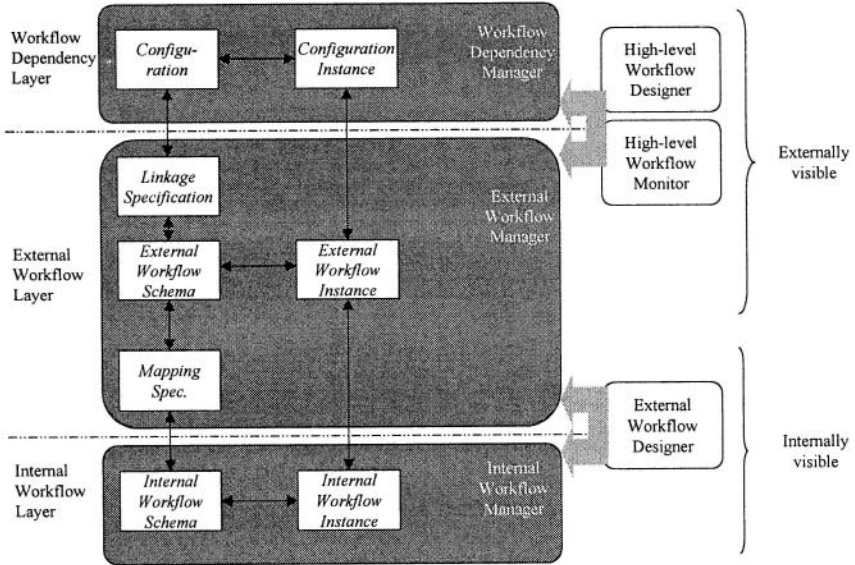 Workflow
Dependency
Layer
Configu-
ration
Configuration
Instance
Workflow
Dependency
Manager
High-level
Workflow
Designer
High-level
Workflow
Monitor
Externally
visible
Linkage
Specification
External
Workflow
Manager
External
Workflow
Layer
External
Workflow
Schema
External
Workflow
Instance
Mapping
Spec.
External
Workflow
Designer
Internally
visible
Internal
Workflow
Layer
Internal
Workflow
Schema
Internal
Workflow
Instance
Internal
Workflow
Manager